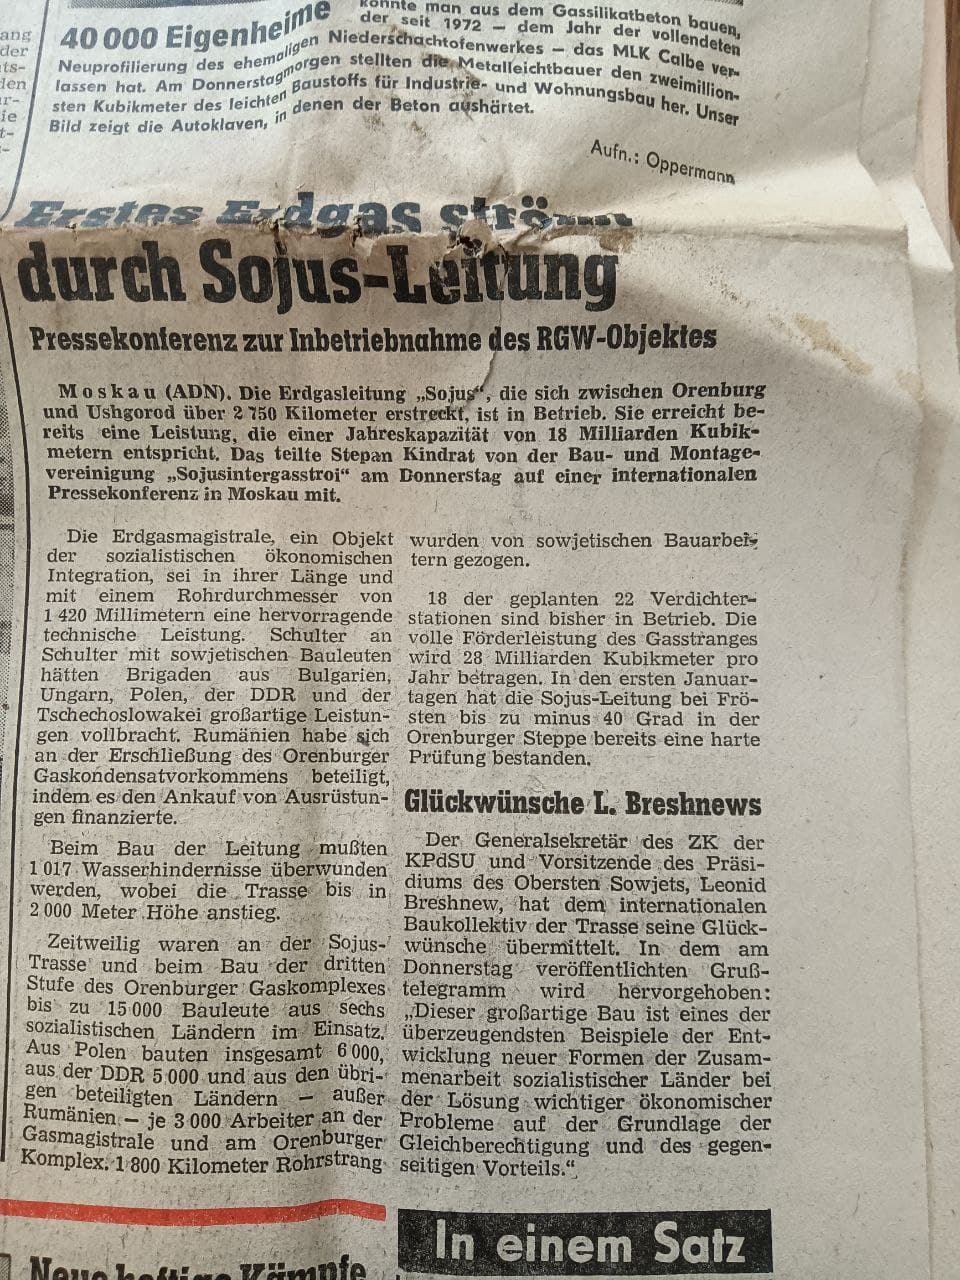 ang
der
ts-
den
ar-
ie
t-
40 000 Eigenheime
konnte man aus dem Gassilikatbeton bauen,
der seit 1972 — dem Jahr der vollendeten
Neuprofilierung des ehemaligen Niederschachtofenwerkes — das MLK Calbe ver-
lassen hat. Am Donnerstagmorgen stellten die Metalleichtbauer den zweimillion-
sten Kubikmeter des leichten Baustoffs für Industrie- und Wohnungsbau her. Unser
Bild zeigt die Autoklaven, in denen der Beton aushärtet.
Aufn.: Oppermann
Erstes Erdgas ström
durch Sojus-Leitung
Pressekonferenz zur Inbetriebnahme des RGW-Objektes
Moskau (ADN). Die Erdgasleitung „Sojus“, die sich zwischen Orenburg
und Ushgorod über 2 750 Kilometer erstreckt, ist in Betrieb. Sie erreicht be-
reits eine Leistung, die einer Jahreskapazität von 18 Milliarden Kubik-
metern entspricht. Das teilte Stepan Kindrat von der Bau- und Montage-
vereinigung „Sojusintergasstroi“ am Donnerstag auf einer internationalen
Pressekonferenz in Moskau mit.
Die Erdgasmagistrale, ein Objekt
der sozialistischen ökonomischen
Integration, sei in ihrer Länge und
mit einem Rohrdurchmesser von
1 420 Millimetern eine hervorragende
technische Leistung. Schulter an
Schulter mit sowjetischen Bauleuten
hätten Brigaden aus Bulgarien,
Ungarn, Polen, der DDR und der
Tschechoslowakei großartige Leistun-
gen vollbracht. Rumänien habe sich
an der Erschließung des Orenburger
Gaskondensatvorkommens beteiligt,
indem es den Ankauf von Ausrüstun-
gen finanzierte.
Beim Bau der Leitung mußten
1 017 Wasserhindernisse überwunden
werden, wobei die Trasse bis in
2 000 Meter Höhe anstieg.
Zeitweilig waren an der Sojus-
Trasse und beim Bau der dritten
Stufe des Orenburger Gaskomplexes
bis zu 15 000 Bauleute aus sechs
sozialistischen Ländern im Einsatz.
Aus Polen bauten insgesamt 6 000,
aus der DDR 5 000 und aus den übri-
gen beteiligten Ländern — außer
Rumänien — je 3 000 Arbeiter an der
Gasmagistrale und am Orenburger
Komplex. 1 800 Kilometer Rohrstrang
wurden von sowjetischen Bauarbei-
tern gezogen.
18 der geplanten 22 Verdichter-
stationen sind bisher in Betrieb. Die
volle Förderleistung des Gasstranges
wird 28 Milliarden Kubikmeter pro
Jahr betragen. In den ersten Januar-
tagen hat die Sojus-Leitung bei Frö-
sten bis zu minus 40 Grad in der
Orenburger Steppe bereits eine harte
Prüfung bestanden.
Glückwünsche L. Breshnews
Der Generalsekretär des ZK der
KPdSU und Vorsitzende des Präsi-
diums des Obersten Sowjets, Leonid
Breshnew, hat dem internationalen
Baukollektiv der Trasse seine Glück-
wünsche übermittelt. In dem am
Donnerstag veröffentlichten Gruß-
telegramm wird hervorgehoben:
„Dieser großartige Bau ist eines der
überzeugendsten Beispiele der Ent-
wicklung neuer Formen der Zusam-
menarbeit sozialistischer Länder bei
der Lösung wichtiger ökonomischer
Probleme auf der Grundlage der
Gleichberechtigung und des gegen-
seitigen Vorteils.“
In einem Satz
Neue heftige Kämpfe